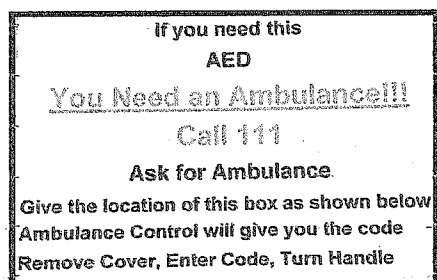 If you need this
AED
You Need an Ambulance!!!
Call 111
Ask for Ambulance.
Give the location of this box as shown below
Ambulance Control will give you the code
Remove Cover, Enter Code, Turn Handle